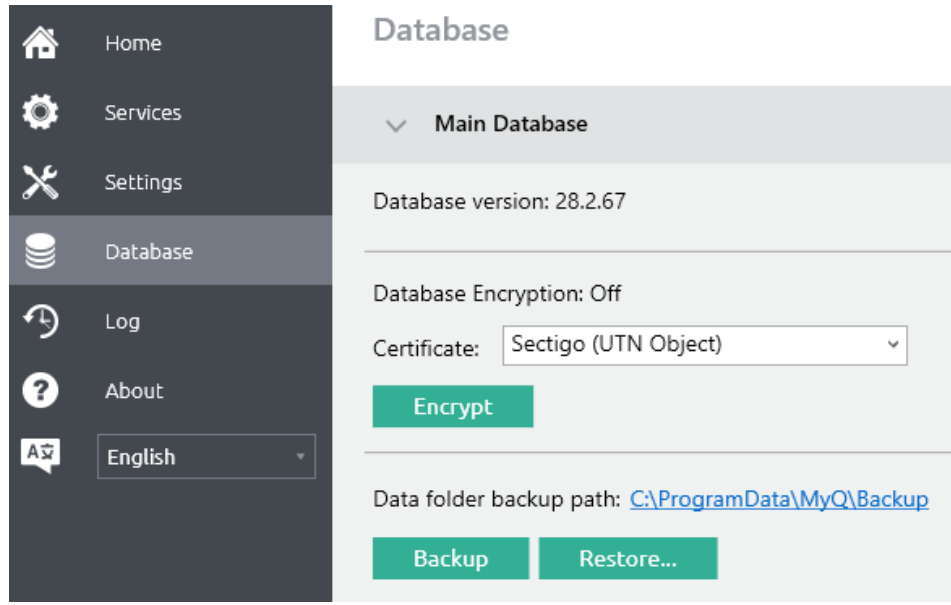 Home
Services
Settings
Database
Log
About
English
Database
Main Database
Database version: 28.2.67
Database Encryption: Off
Certificate: Sectigo (UTN Object)
Encrypt
Data folder backup path: C:\ProgramData\MyQ\Backup
Backup Restore...